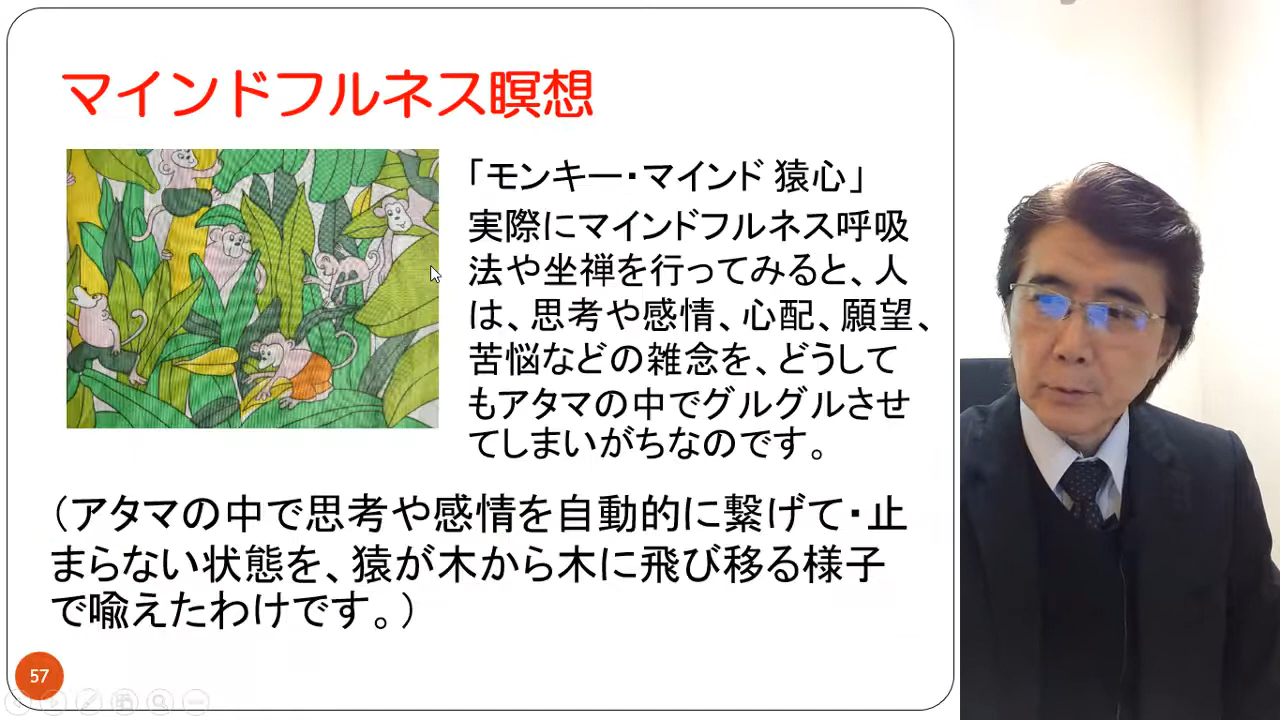 マインドフルネス瞑想
「モンキー・マインド 猿心」
実際にマインドフルネス呼吸
法や坐禅を行ってみると、人
は、思考や感情、心配、願望、
苦悩などの雑念を、どうして
もアタマの中でグルグルさせ
てしまいがちなのです。
（アタマの中で思考や感情を自動的に繋げて・止
まらない状態を、猿が木から木に飛び移る様子
で喩えたわけです。）
57